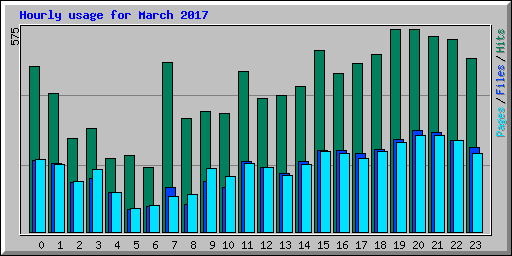 Hourly usage for March 2017
575
Pages/Files/Hits
0 1 2 3 4 5 6 7 8 9 10 11 12 13 14 15 16 17 18 19 20 21 22 23